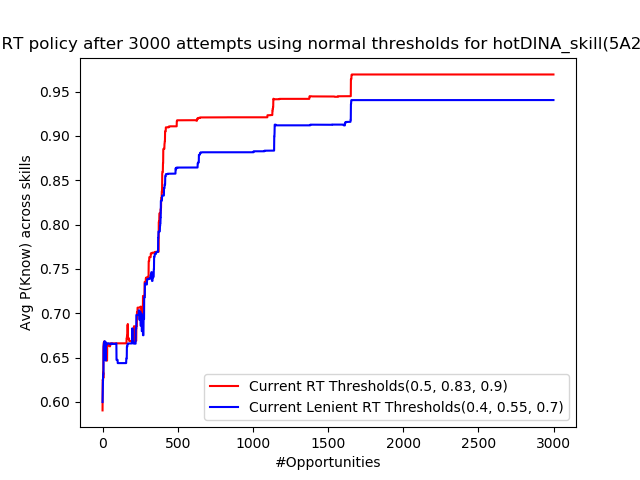 RT policy after 3000 attempts using normal thresholds for hotDINA_skill(5A2
0.95
0.90
0.85
0.80
0.75
0.70
0.65
0.60
Avg P(Know) across skills
Current RT Thresholds(0.5, 0.83, 0.9)
Current Lenient RT Thresholds(0.4, 0.55, 0.7)
0 500 1000 1500 2000 2500 3000
#Opportunities